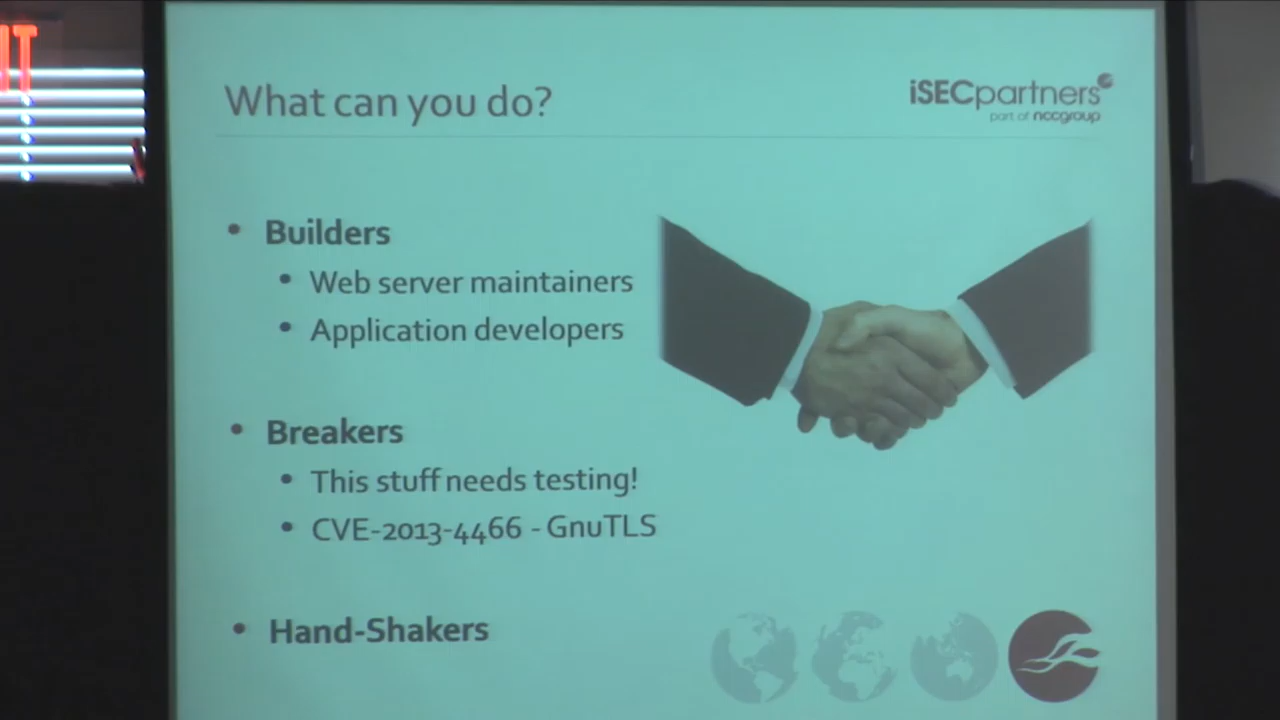 What can you do?
iSECpartners
part of nccgroup
• Builders
• Web server maintainers
• Application developers
• Breakers
• This stuff needs testing!
• CVE-2013-4466 - GnuTLS
• Hand-Shakers